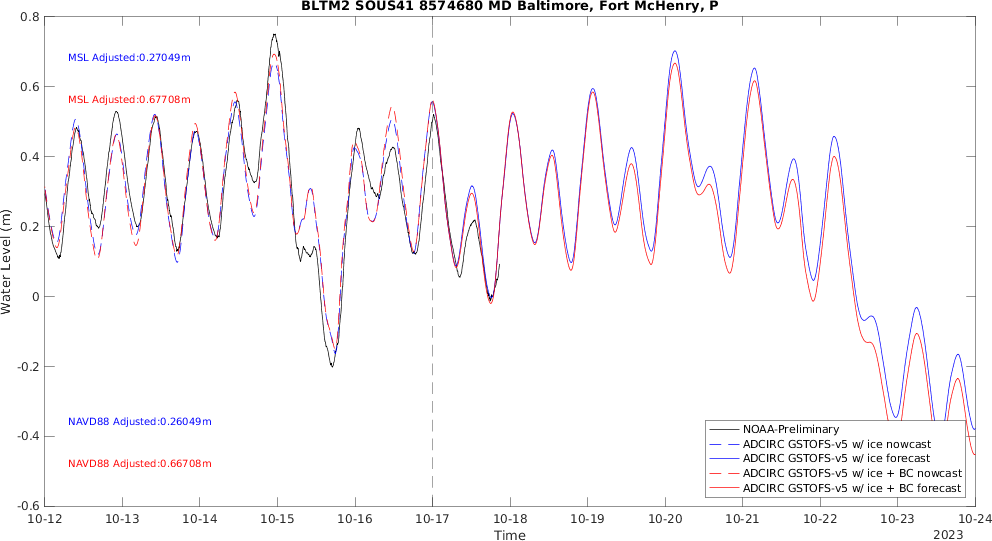 BLTM2 SOUS41 8574680 MD Baltimore, Fort McHenry, P
0.8
0.6
0.4
0.2
0
-0.2
-0.4
-0.6
Water Level (m)
MSL Adjusted:0.27049m
MSL Adjusted:0.67708m
NAVD88 Adjusted:0.26049m
NAVD88 Adjusted:0.66708m
NOAA-Preliminary
ADCIRC GSTOFS-v5 w/ ice nowcast
ADCIRC GSTOFS-v5 w/ ice forecast
ADCIRC GSTOFS-v5 w/ ice + BC nowcast
ADCIRC GSTOFS-v5 w/ ice + BC forecast
10-12 10-13 10-14 10-15 10-16 10-17 10-18 10-19 10-20 10-21 10-22 10-23 10-24
Time
2023